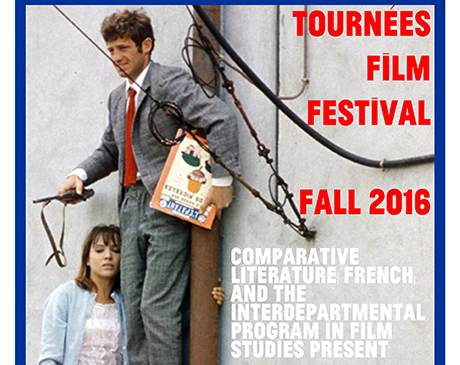 TOURNÉES
FILM
FESTIVAL
FALL 2016
COMPARATIVE
LITERATURE, FRENCH,
AND THE
INTERDEPARTMENTAL
PROGRAM IN FILM
STUDIES PRESENT